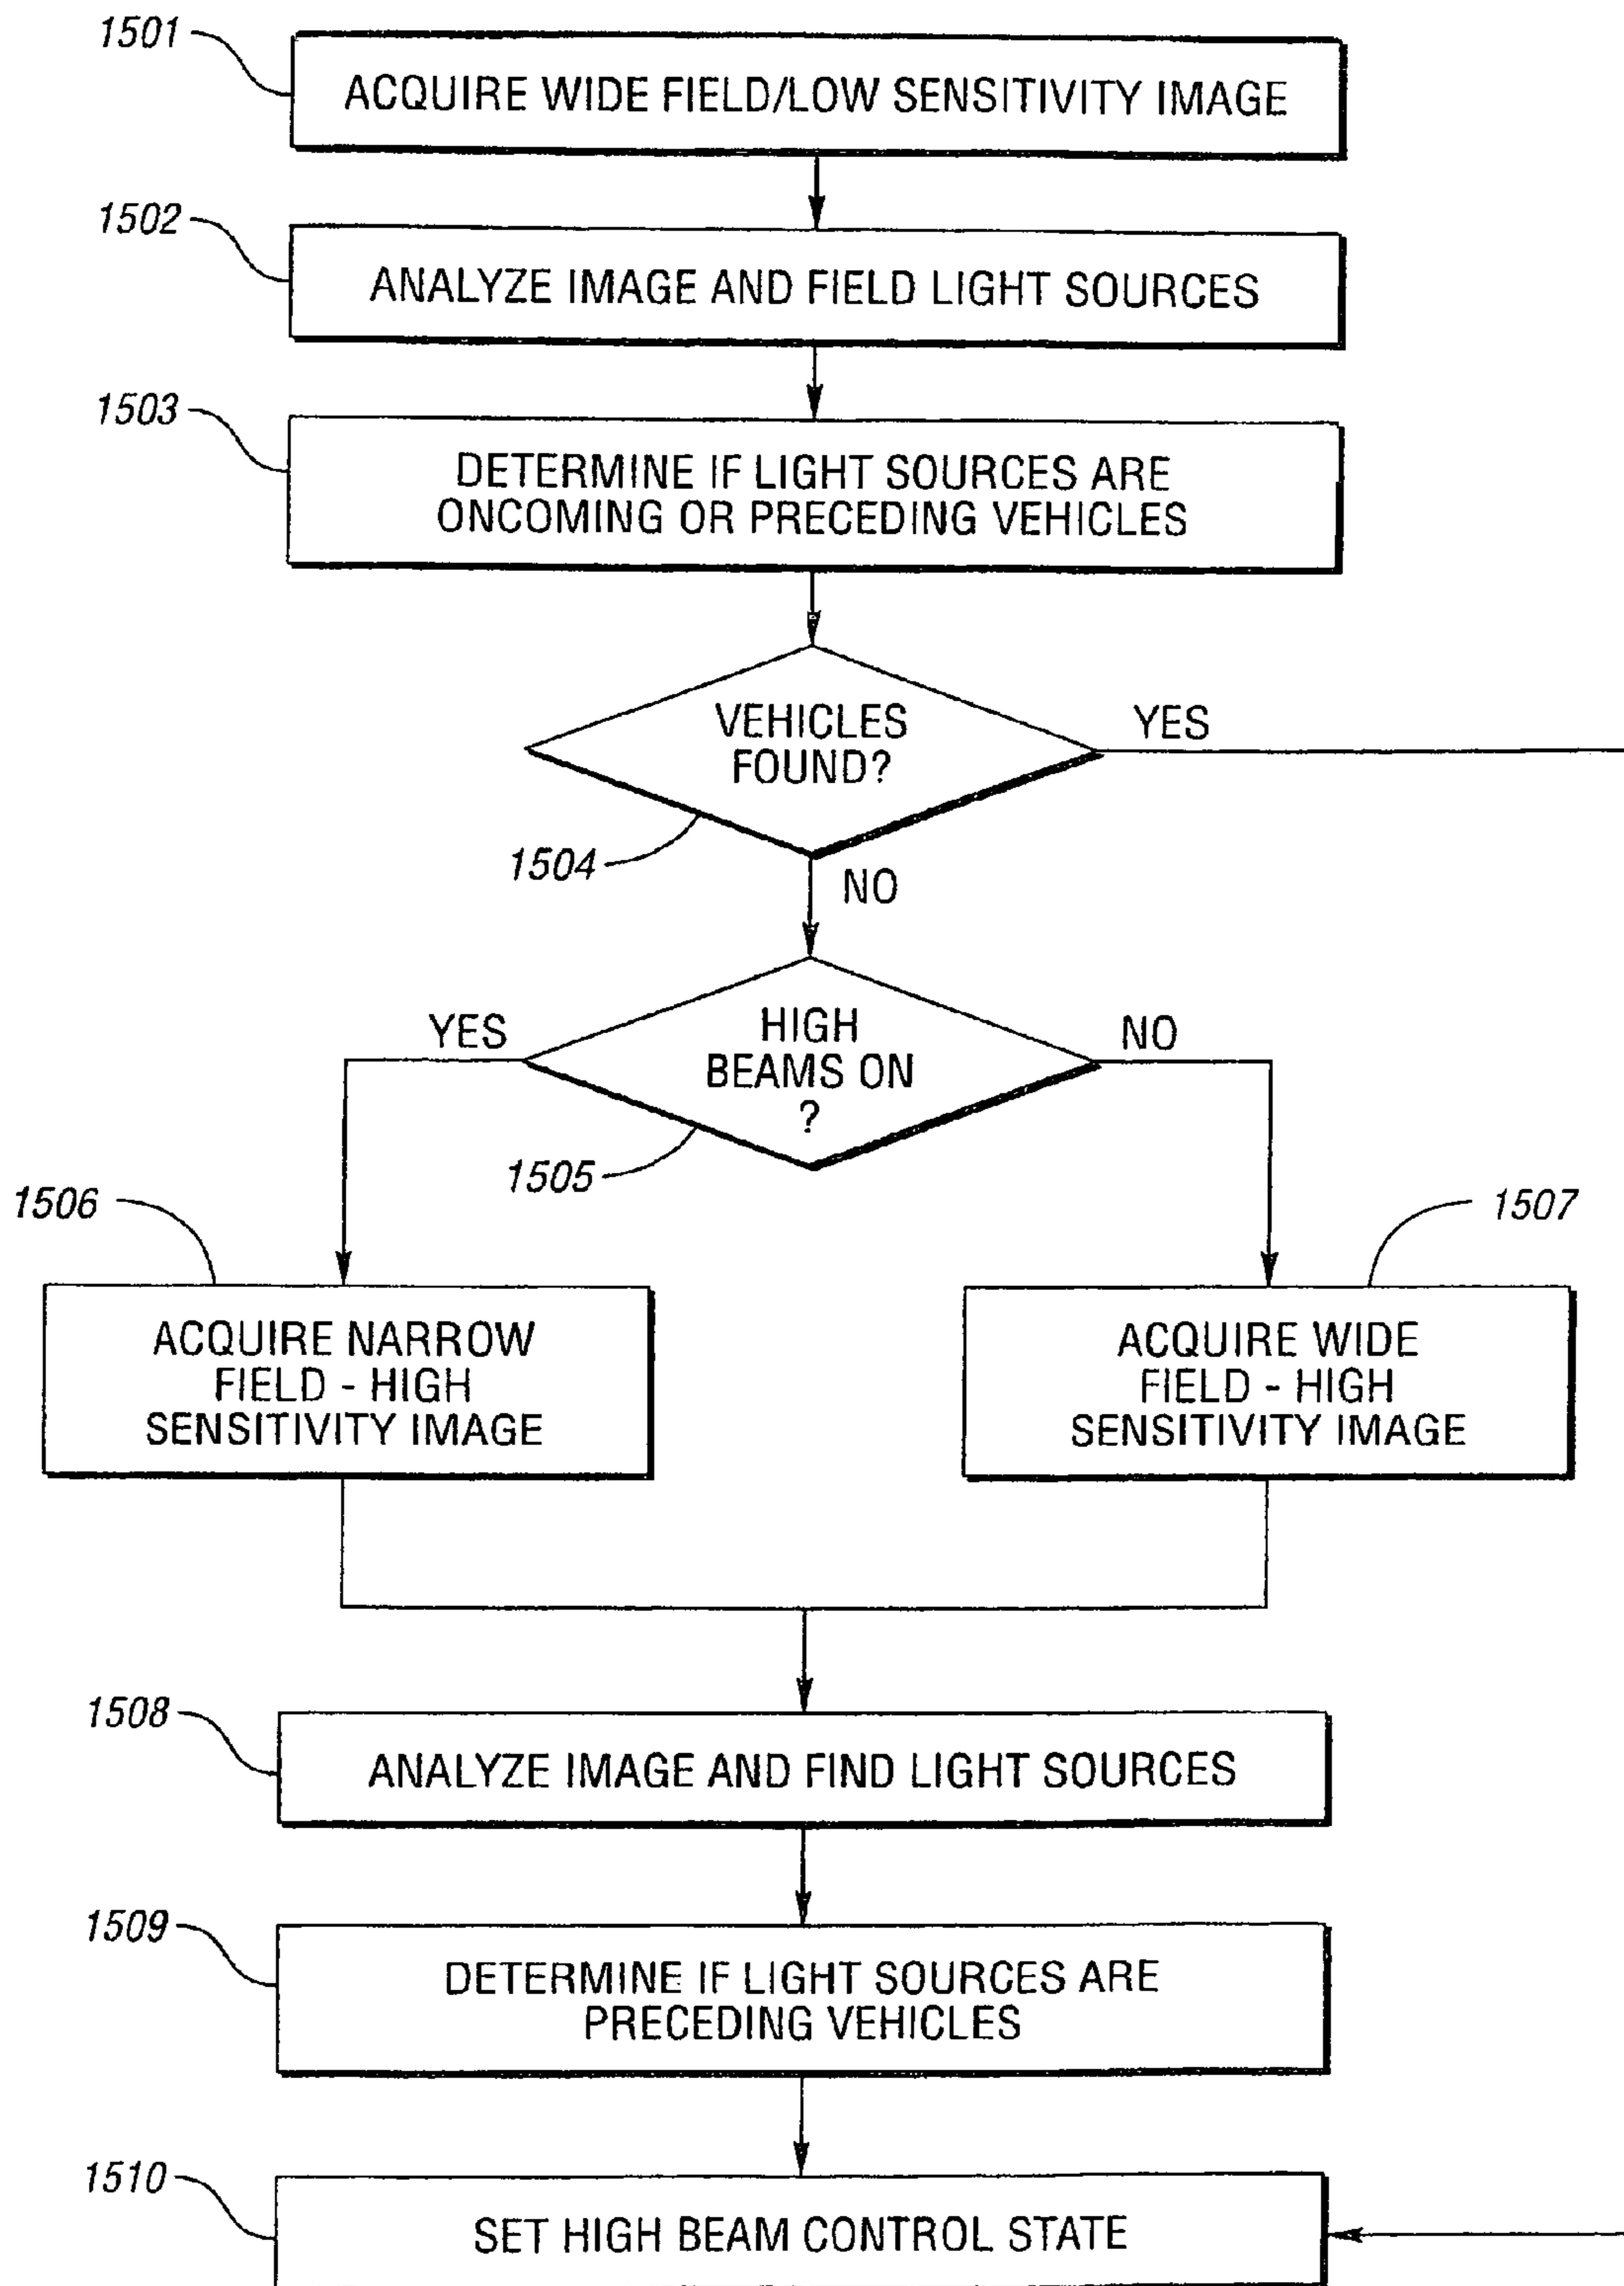 1501
ACQUIRE WIDE FIELD/LOW SENSITIVITY IMAGE
1502
ANALYZE IMAGE AND FIELD LIGHT SOURCES
1503
DETERMINE IF LIGHT SOURCES ARE
ONCOMING OR PRECEDING VEHICLES
VEHICLES
FOUND?
YES
1504
NO
HIGH
BEAMS ON
?
YES
NO
1505
1506
1507
ACQUIRE NARROW
FIELD - HIGH
SENSITIVITY IMAGE
ACQUIRE WIDE
FIELD - HIGH
SENSITIVITY IMAGE
1508
ANALYZE IMAGE AND FIND LIGHT SOURCES
1509
DETERMINE IF LIGHT SOURCES ARE
PRECEDING VEHICLES
1510
SET HIGH BEAM CONTROL STATE